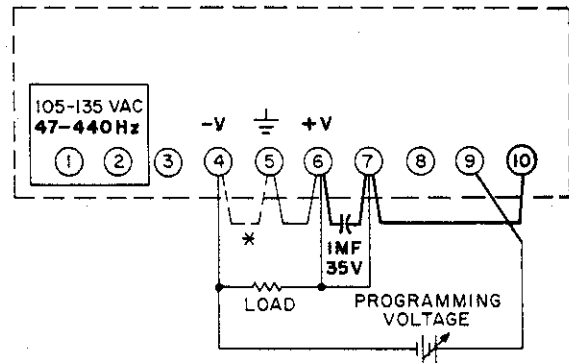 105-135 VAC
47-440Hz
-V
+V
1 2 3 4 5 6 7 8 9 10
*
1MF
35V
LOAD
PROGRAMMING
VOLTAGE